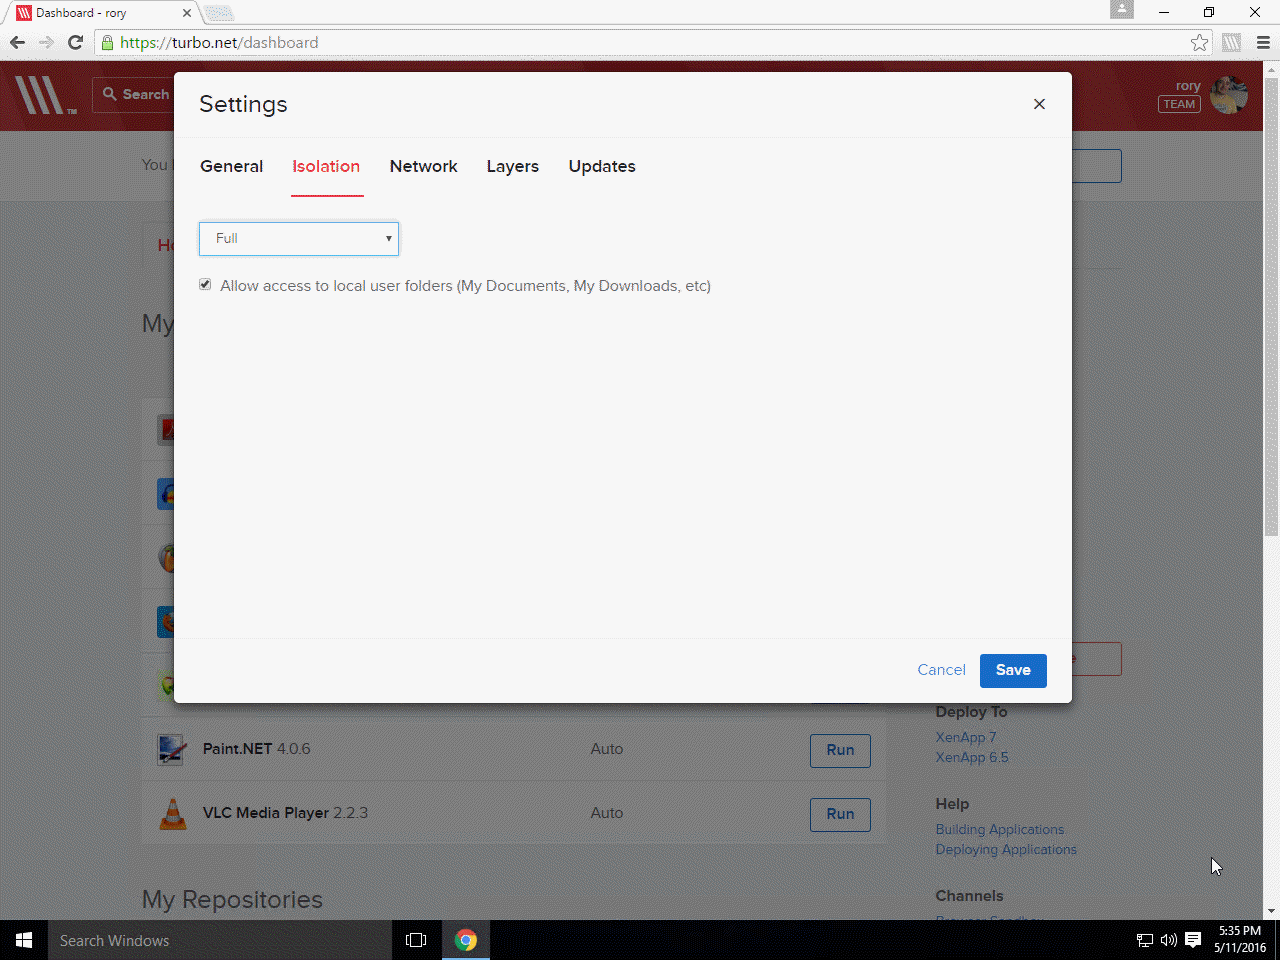 Dashboard - rory
https://turbo.net/dashboard
Search
rory
TEAM
Settings
General Isolation Network Layers Updates
You
Full
Allow access to local user folders (My Documents, My Downloads, etc)
My
Cancel Save
Deploy To
XenApp 7
XenApp 6.5
Paint.NET 4.0.6 Auto Run
VLC Media Player 2.2.3 Auto Run
Help
Building Applications
Deploying Applications
My Repositories
Channels
Browser Sandbox
Search Windows
5:35 PM
5/11/2016